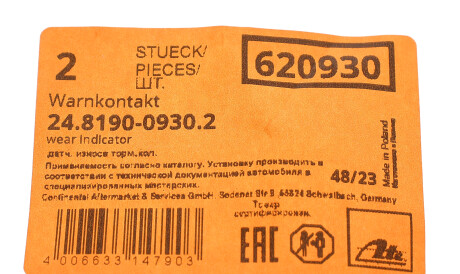 2
STUECK/
PIECES/
ШТ.
620930
Warnkontakt
24.8190-0930.2
wear indicator
датч. износа торм.кол.
Применяемость согласно каталогу. Установку производить в
соответствии с технической документацией автомобиля в
специализированных мастерских.
48/23
Made in Poland
Continental Aftermarket & Services GmbH, Sodener Str 9, 65824 Schwalbach, Germany
Товар
сертифицирован.
4 006633 147903
EAC
ATE